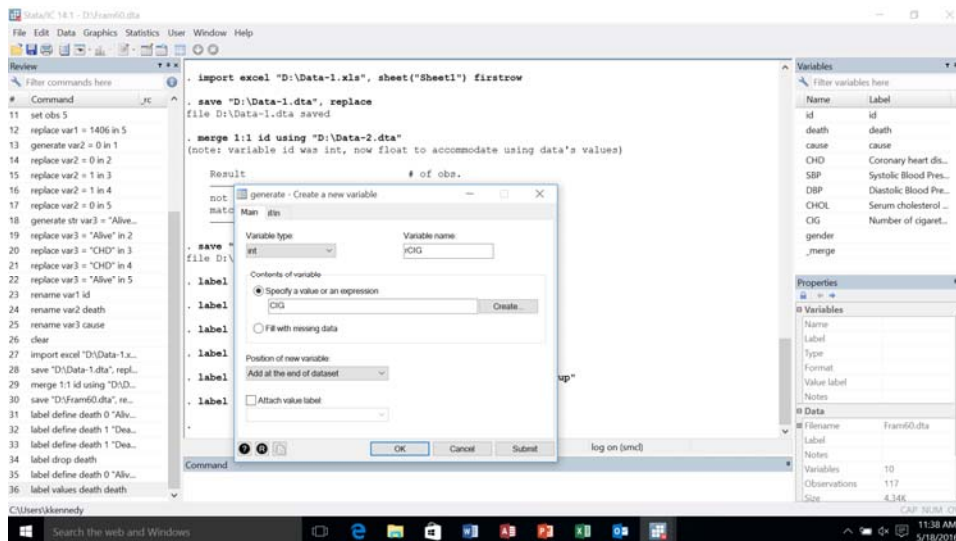 Stata/IC 14.1 - D:\Fram60.dta
File Edit Data Graphics Statistics User Window Help
Review
Filter commands here
# Command _rc
11 set obs 5
12 replace var1 = 1406 in 5
13 generate var2 = 0 in 1
14 replace var2 = 0 in 2
15 replace var2 = 1 in 3
16 replace var2 = 1 in 4
17 replace var2 = 0 in 5
18 generate str var3 = "Alive...
19 replace var3 = "Alive" in 2
20 replace var3 = "CHD" in 3
21 replace var3 = "CHD" in 4
22 replace var3 = "Alive" in 5
23 rename var1 id
24 rename var2 death
25 rename var3 cause
26 clear
27 import excel "D:\Data-1.x...
28 save "D:\Data-1.dta", repl...
29 merge 1:1 id using "D:\D...
30 save "D:\Fram60.dta", re...
31 label define death 0 "Aliv...
32 label define death 1 "Dea...
33 label define death 1 "Dea...
34 label drop death
35 label define death 0 "Aliv...
36 label values death death
. import excel "D:\Data-1.xls", sheet("Sheet1") firstrow
. save "D:\Data-1.dta", replace
file D:\Data-1.dta saved
. merge 1:1 id using "D:\Data-2.dta"
(note: variable id was int, now float to accommodate using data's values)
Result # of obs.
not
matc
. save "
file D:\
. label
. label
. label
. label
. label up"
. label
.
generate - Create a new variable
Main if/in
Variable type: Variable name:
int rCIG
Contents of variable
Specify a value or an expression
CIG Create...
Fill with missing data
Position of new variable:
Add at the end of dataset
Attach value label:
OK Cancel Submit
log on (smcl)
Command
Variables
Filter variables here
Name Label
id id
death death
cause cause
CHD Coronary heart dis...
SBP Systolic Blood Pres...
DBP Diastolic Blood Pre...
CHOL Serum cholesterol ...
CIG Number of cigaret...
gender
_merge
Properties
Variables
Name
Label
Type
Format
Value label
Notes
Data
Filename Fram60.dta
Label
Notes
Variables 10
Observations 117
Size 4.34K
C:\Users\kkennedy
CAP NUM
Search the web and Windows
11:38 AM
5/18/2016